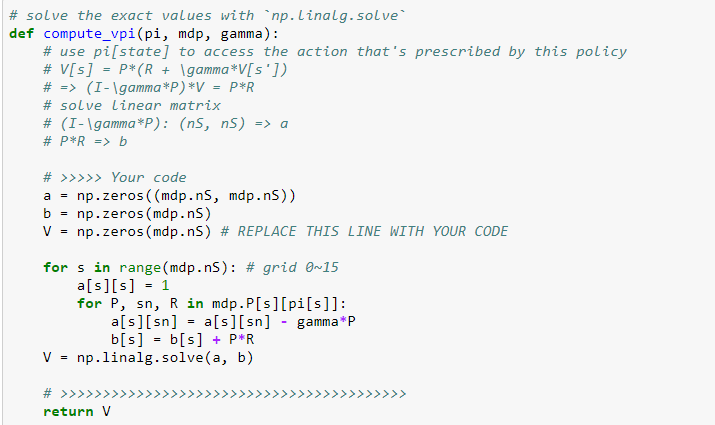 # solve the exact values with `np.linalg.solve`
def compute_vpi(pi, mdp, gamma):
    # use pi[state] to access the action that's prescribed by this policy
    # V[s] = P*(R + \gamma*V[s'])
    # => (I-\gamma*P)*V = P*R
    # solve linear matrix
    # (I-\gamma*P): (nS, nS) => a
    # P*R => b

    # >>>>> Your code
    a = np.zeros((mdp.nS, mdp.nS))
    b = np.zeros(mdp.nS)
    V = np.zeros(mdp.nS) # REPLACE THIS LINE WITH YOUR CODE

    for s in range(mdp.nS): # grid 0~15
        a[s][s] = 1
        for P, sn, R in mdp.P[s][pi[s]]:
            a[s][sn] = a[s][sn] - gamma*P
            b[s] = b[s] + P*R
    V = np.linalg.solve(a, b)

    # >>>>>>>>>>>>>>>>>>>>>>>>>>>>>>>>>>>>>>>>>
    return V